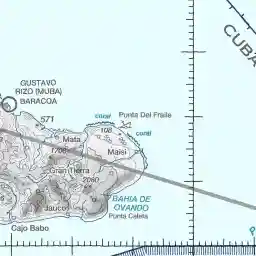 CUBA
GUSTAVO
RIZO (MUBA)
BARACOA
571
coral
Punta Del Fraile
108
coral
Mata
Maisi
1706
Gran Tierra
2040
BAHIA DE
OVANDO
Jauco
Punta Caleta
Cajo Babo